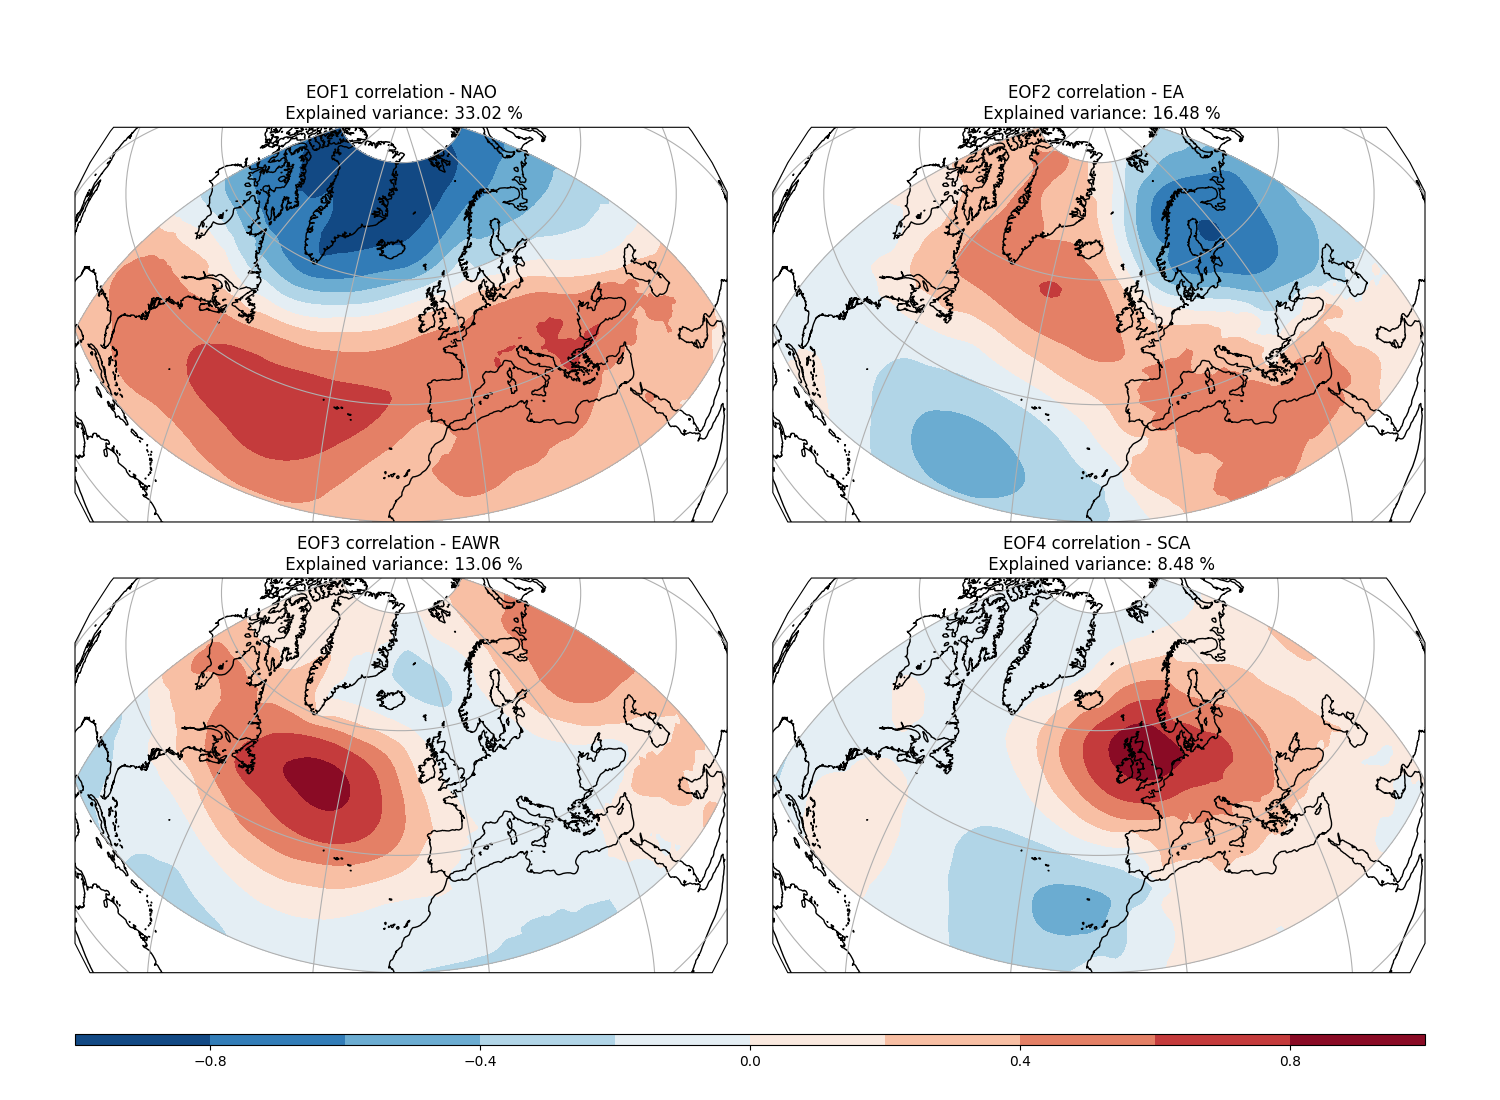 EOF1 correlation - NAO
Explained variance: 33.02 %
EOF2 correlation - EA
Explained variance: 16.48 %
EOF3 correlation - EAWR
Explained variance: 13.06 %
EOF4 correlation - SCA
Explained variance: 8.48 %
−0.8 −0.4 0.0 0.4 0.8